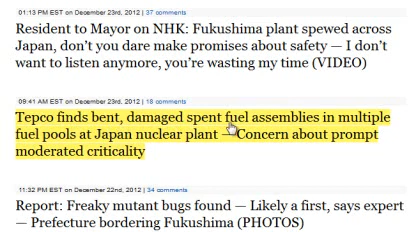 01:13 PM EST on December 23rd, 2012 | 37 comments
Resident to Mayor on NHK: Fukushima plant spewed across
Japan, don’t you dare make promises about safety — I don’t
want to listen anymore, you’re wasting my time (VIDEO)
09:41 AM EST on December 23rd, 2012 | 18 comments
Tepco finds bent, damaged spent fuel assemblies in multiple
fuel pools at Japan nuclear plant — Concern about prompt
moderated criticality
11:32 PM EST on December 22nd, 2012 | 34 comments
Report: Freaky mutant bugs found — Likely a first, says expert
— Prefecture bordering Fukushima (PHOTOS)